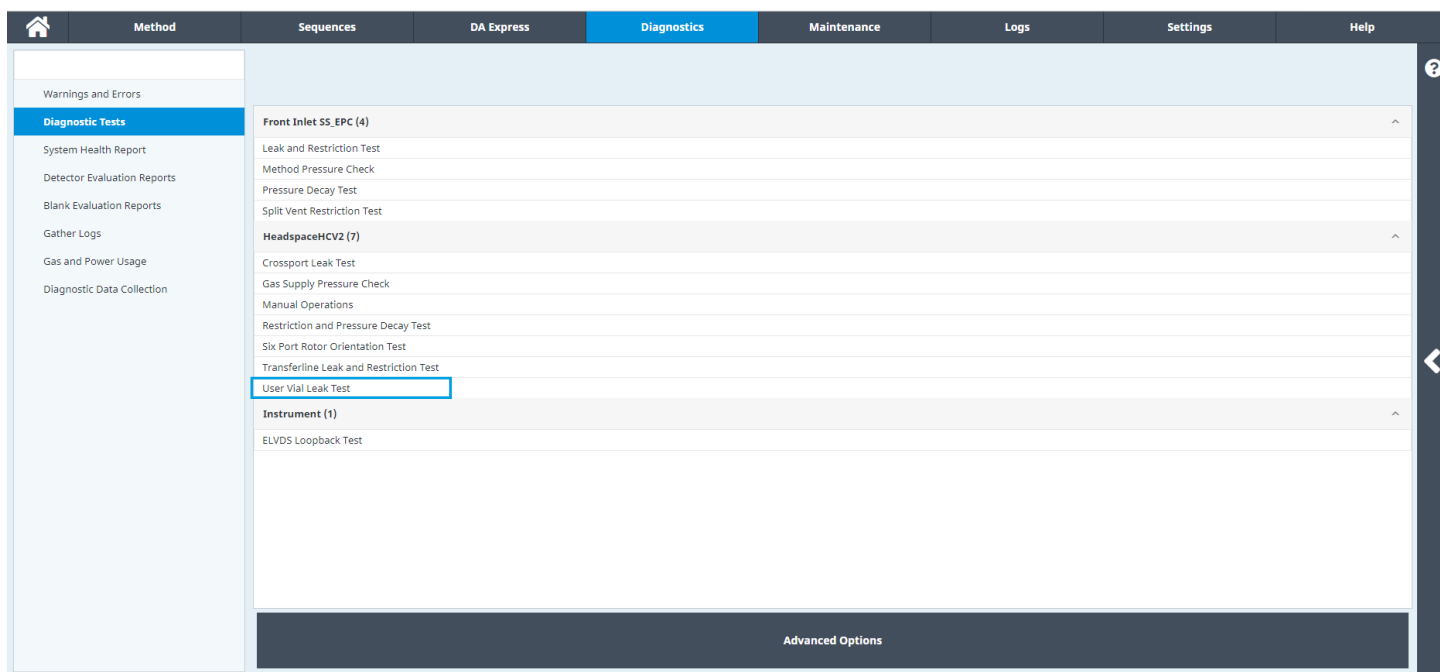 Method Sequences DA Express Diagnostics Maintenance Logs Settings Help
?
Warnings and Errors
Diagnostic Tests
System Health Report
Detector Evaluation Reports
Blank Evaluation Reports
Gather Logs
Gas and Power Usage
Diagnostic Data Collection
Front Inlet SS_EPC (4)
Leak and Restriction Test
Method Pressure Check
Pressure Decay Test
Split Vent Restriction Test
HeadspaceHCV2 (7)
Crossport Leak Test
Gas Supply Pressure Check
Manual Operations
Restriction and Pressure Decay Test
Six Port Rotor Orientation Test
Transferline Leak and Restriction Test
User Vial Leak Test
Instrument (1)
ELVDS Loopback Test
Advanced Options